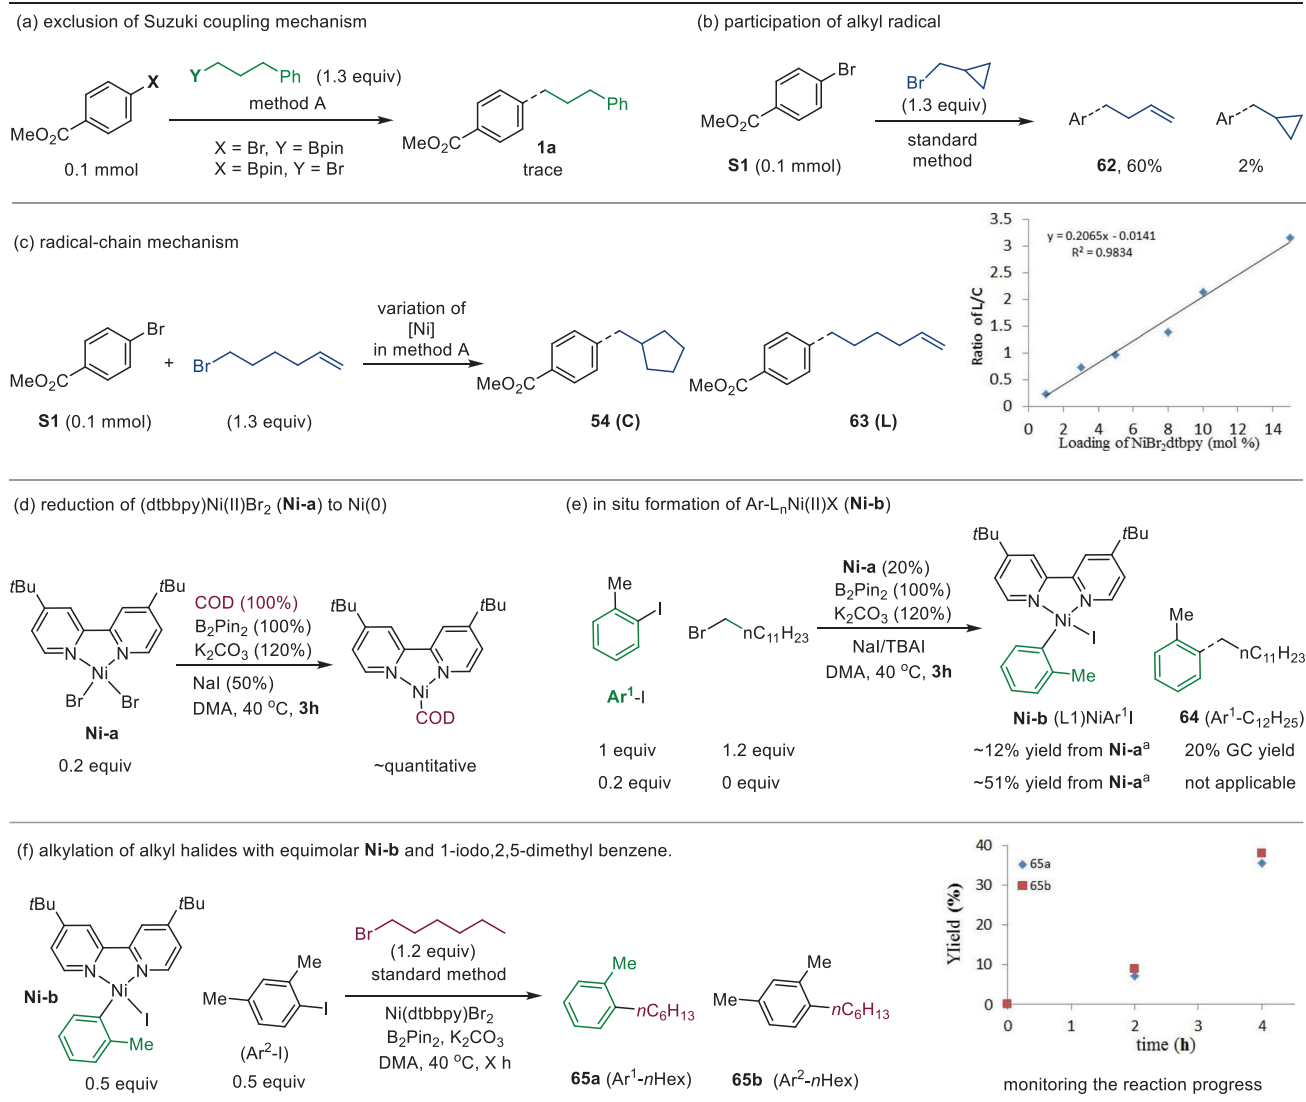 (a) exclusion of Suzuki coupling mechanism
X
Y
Ph
(1.3 equiv)
method A
MeO₂C
0.1 mmol
X = Br, Y = Bpin
X = Bpin, Y = Br
Ph
MeO₂C
1a
trace
(b) participation of alkyl radical
Br
MeO₂C
S1 (0.1 mmol)
Br
(1.3 equiv)
standard
method
Ar
62, 60%
Ar
2%
(c) radical-chain mechanism
Br
MeO₂C
S1 (0.1 mmol)
+
Br
(1.3 equiv)
variation of
[Ni]
in method A
MeO₂C
54 (C)
MeO₂C
63 (L)
Ratio of L/C
3.5
3
2.5
2
1.5
1
0.5
0
y = 0.2065x - 0.0141
R² = 0.9834
0 2 4 6 8 10 12 14
Loading of NiBr₂dtbpy (mol %)
(d) reduction of (dtbbpy)Ni(II)Br₂ (Ni-a) to Ni(0)
tBu
tBu
N
N
Ni
Br
Br
Ni-a
0.2 equiv
COD (100%)
B₂Pin₂ (100%)
K₂CO₃ (120%)
NaI (50%)
DMA, 40 °C, 3h
tBu
tBu
N
N
Ni
COD
~quantitative
(e) in situ formation of Ar-LₙNi(II)X (Ni-b)
Me
I
Ar¹-I
Br
nC₁₁H₂₃
Ni-a (20%)
B₂Pin₂ (100%)
K₂CO₃ (120%)
NaI/TBAI
DMA, 40 °C, 3h
tBu
tBu
N
N
Ni
I
Me
Ni-b (L1)NiAr¹I
Me
nC₁₁H₂₃
64 (Ar¹-C₁₂H₂₅)
1 equiv 1.2 equiv ~12% yield from Ni-aᵃ 20% GC yield
0.2 equiv 0 equiv ~51% yield from Ni-aᵃ not applicable
(f) alkylation of alkyl halides with equimolar Ni-b and 1-iodo,2,5-dimethyl benzene.
tBu
tBu
N
N
Ni-b
Ni
I
Me
0.5 equiv
Me
Me
I
(Ar²-I)
0.5 equiv
Br
(1.2 equiv)
standard method
Ni(dtbbpy)Br₂
B₂Pin₂, K₂CO₃
DMA, 40 °C, X h
Me
nC₆H₁₃
65a (Ar¹-nHex)
Me
Me
nC₆H₁₃
65b (Ar²-nHex)
Ylield (%)
40
30
20
10
0
65a
65b
0 1 2 3 4
time (h)
monitoring the reaction progress